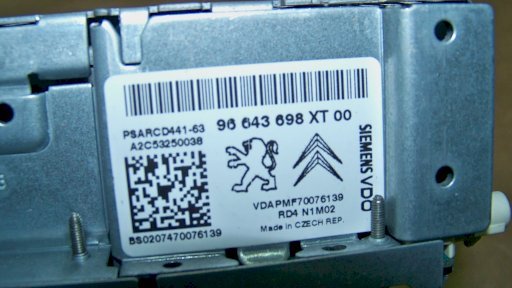 PSARCD441-63 96 643 698 XT 00
A2C53250038
SIEMENS VDO
VDAPMF70076139
RD4 N1M02
Made in CZECH REP.
BS0207470076139